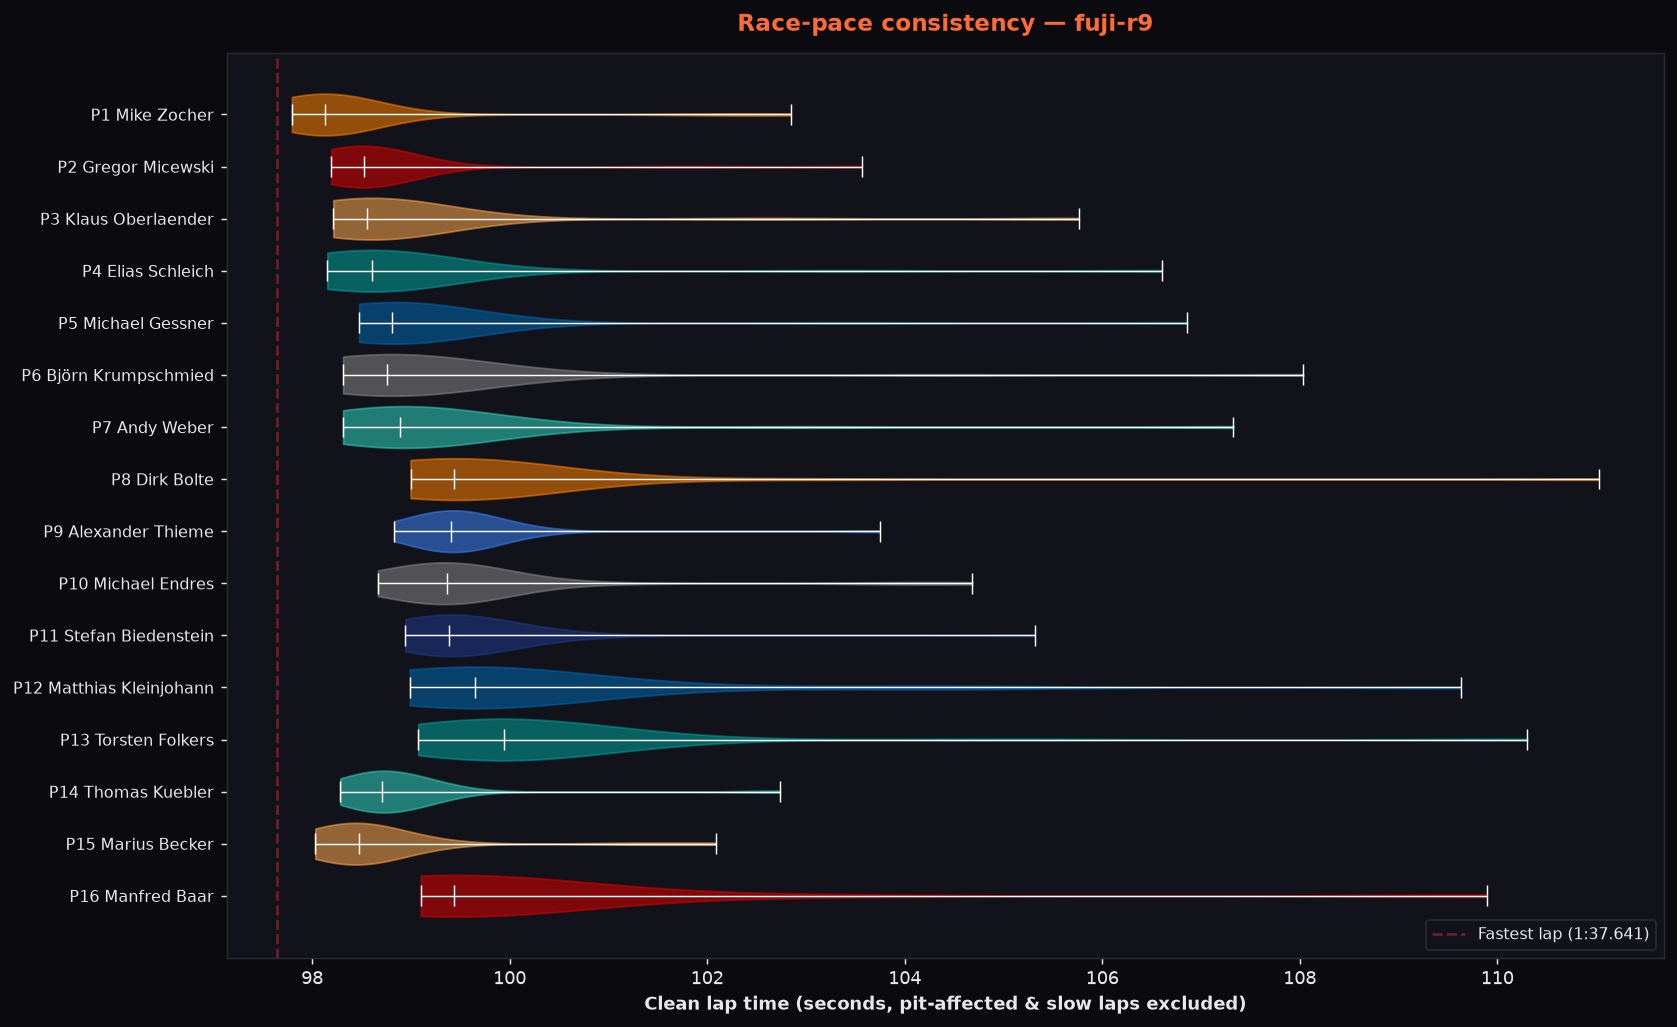 Race-pace consistency — fuji-r9
P1 Mike Zocher
P2 Gregor Micewski
P3 Klaus Oberlaender
P4 Elias Schleich
P5 Michael Gessner
P6 Björn Krumpschmied
P7 Andy Weber
P8 Dirk Bolte
P9 Alexander Thieme
P10 Michael Endres
P11 Stefan Biedenstein
P12 Matthias Kleinjohann
P13 Torsten Folkers
P14 Thomas Kuebler
P15 Marius Becker
P16 Manfred Baar
Fastest lap (1:37.641)
98 100 102 104 106 108 110
Clean lap time (seconds, pit-affected & slow laps excluded)